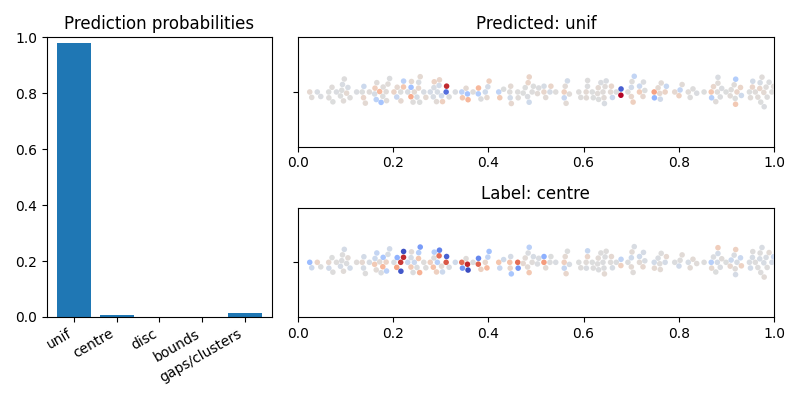 Prediction probabilities
1.0
0.8
0.6
0.4
0.2
0.0
unif
centre
disc
bounds
gaps/clusters
Predicted: unif
0.0 0.2 0.4 0.6 0.8 1.0
Label: centre
0.0 0.2 0.4 0.6 0.8 1.0